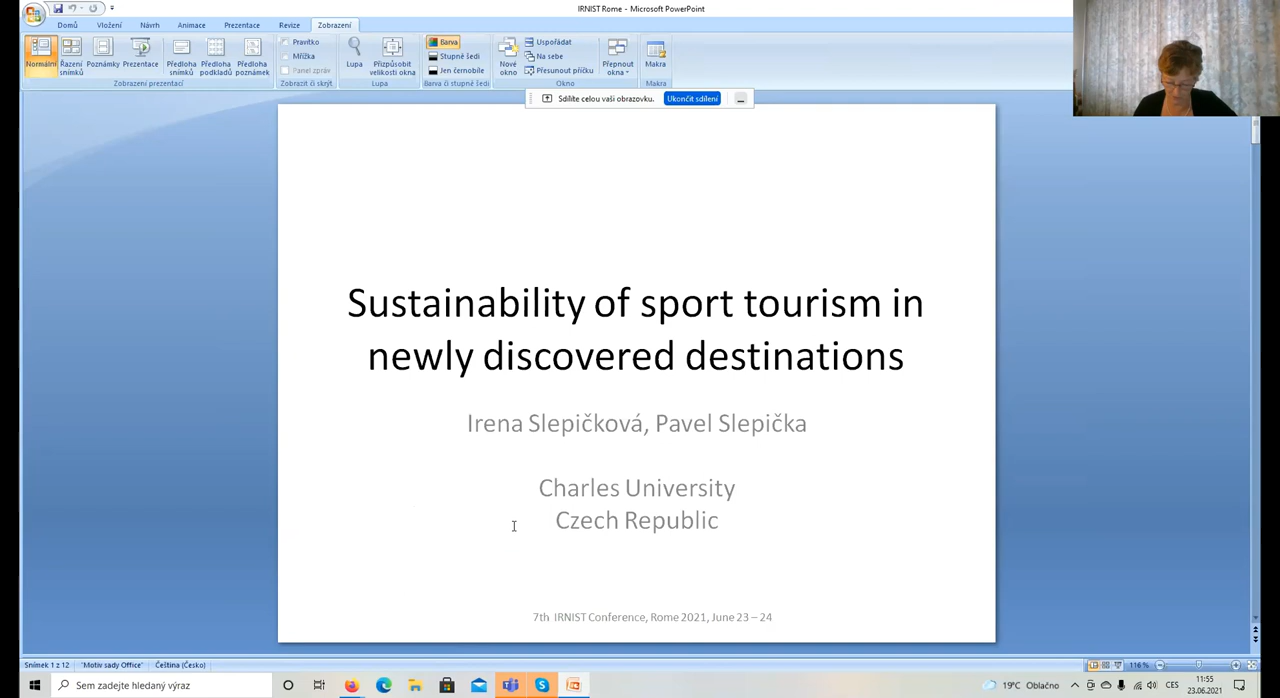 IRNIST Rome - Microsoft PowerPoint
Domů Vložení Návrh Animace Prezentace Revize Zobrazení
Normální Řazení snímků Poznámky Prezentace
Předloha snímků Předloha podkladů Předloha poznámek
Zobrazení prezentací
Pravítko
Mřížka
Panel zpráv
Zobrazit či skrýt
Lupa Přizpůsobit velikosti okna
Lupa
Barva
Stupně šedi
Jen černobíle
Barva či stupně šedi
Nové okno
Uspořádat
Na sebe
Přesunout příčku
Přepnout okna
Okno
Makra
Makra
Sdílíte celou vaši obrazovku. Ukončit sdílení
Sustainability of sport tourism in
newly discovered destinations
Irena Slepičková, Pavel Slepička
Charles University
Czech Republic
7th IRNIST Conference, Rome 2021, June 23 – 24
Snímek 1 z 12 "Motiv sady Office" Čeština (Česko) 116 %
Sem zadejte hledaný výraz
19°C Oblačno CES
11:55
23.06.2021